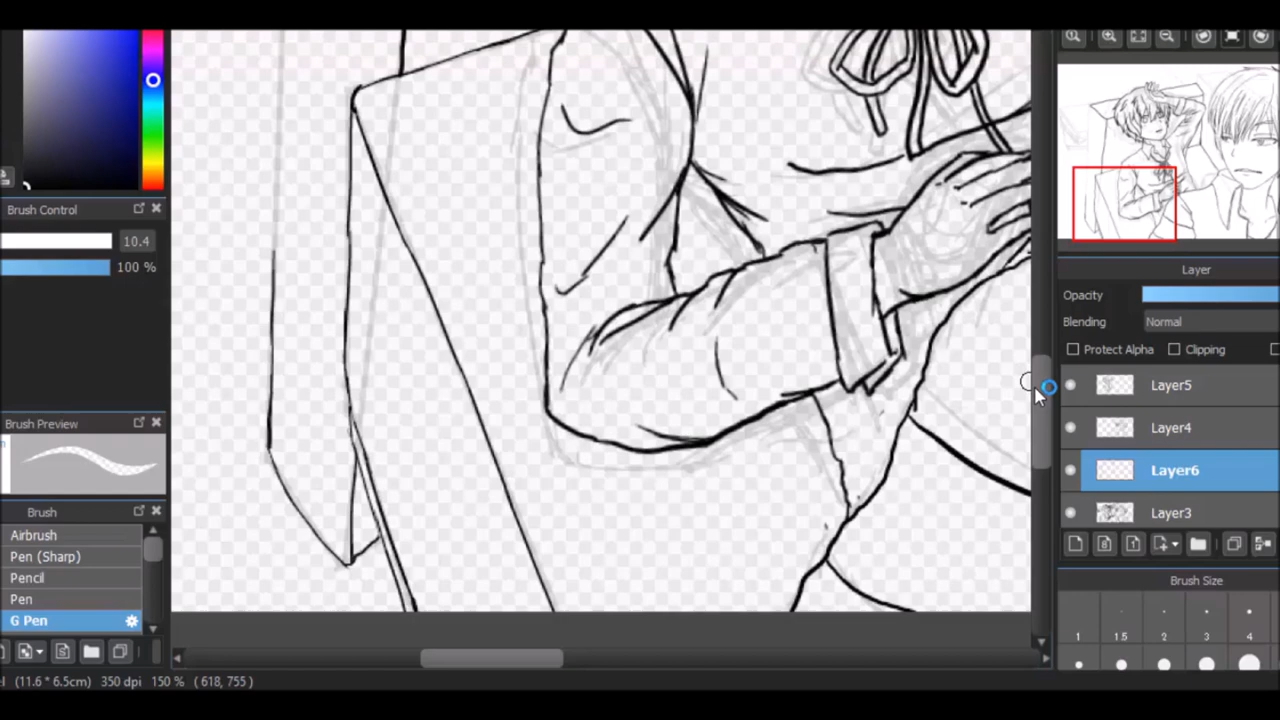 Brush Control
10.4
100 %
Brush Preview
Brush
Airbrush
Pen (Sharp)
Pencil
Pen
G Pen
(11.6 * 6.5cm) 350 dpi 150 % ( 618, 755 )
Layer
Opacity
Blending Normal
Protect Alpha Clipping
Layer5
Layer4
Layer6
Layer3
Brush Size
1 1.5 2 3 4